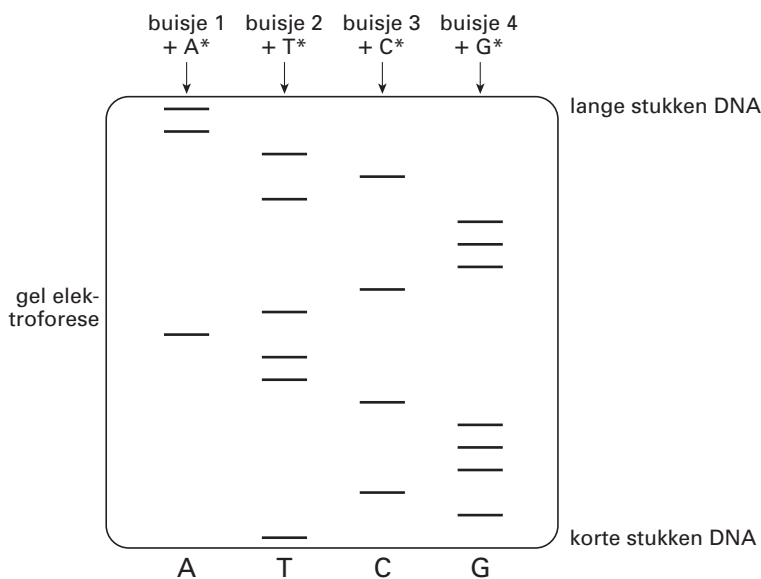 buisje 1
+ A*
buisje 2
+ T*
buisje 3
+ C*
buisje 4
+ G*
lange stukken DNA
gel elek-
troforese
korte stukken DNA
A T C G